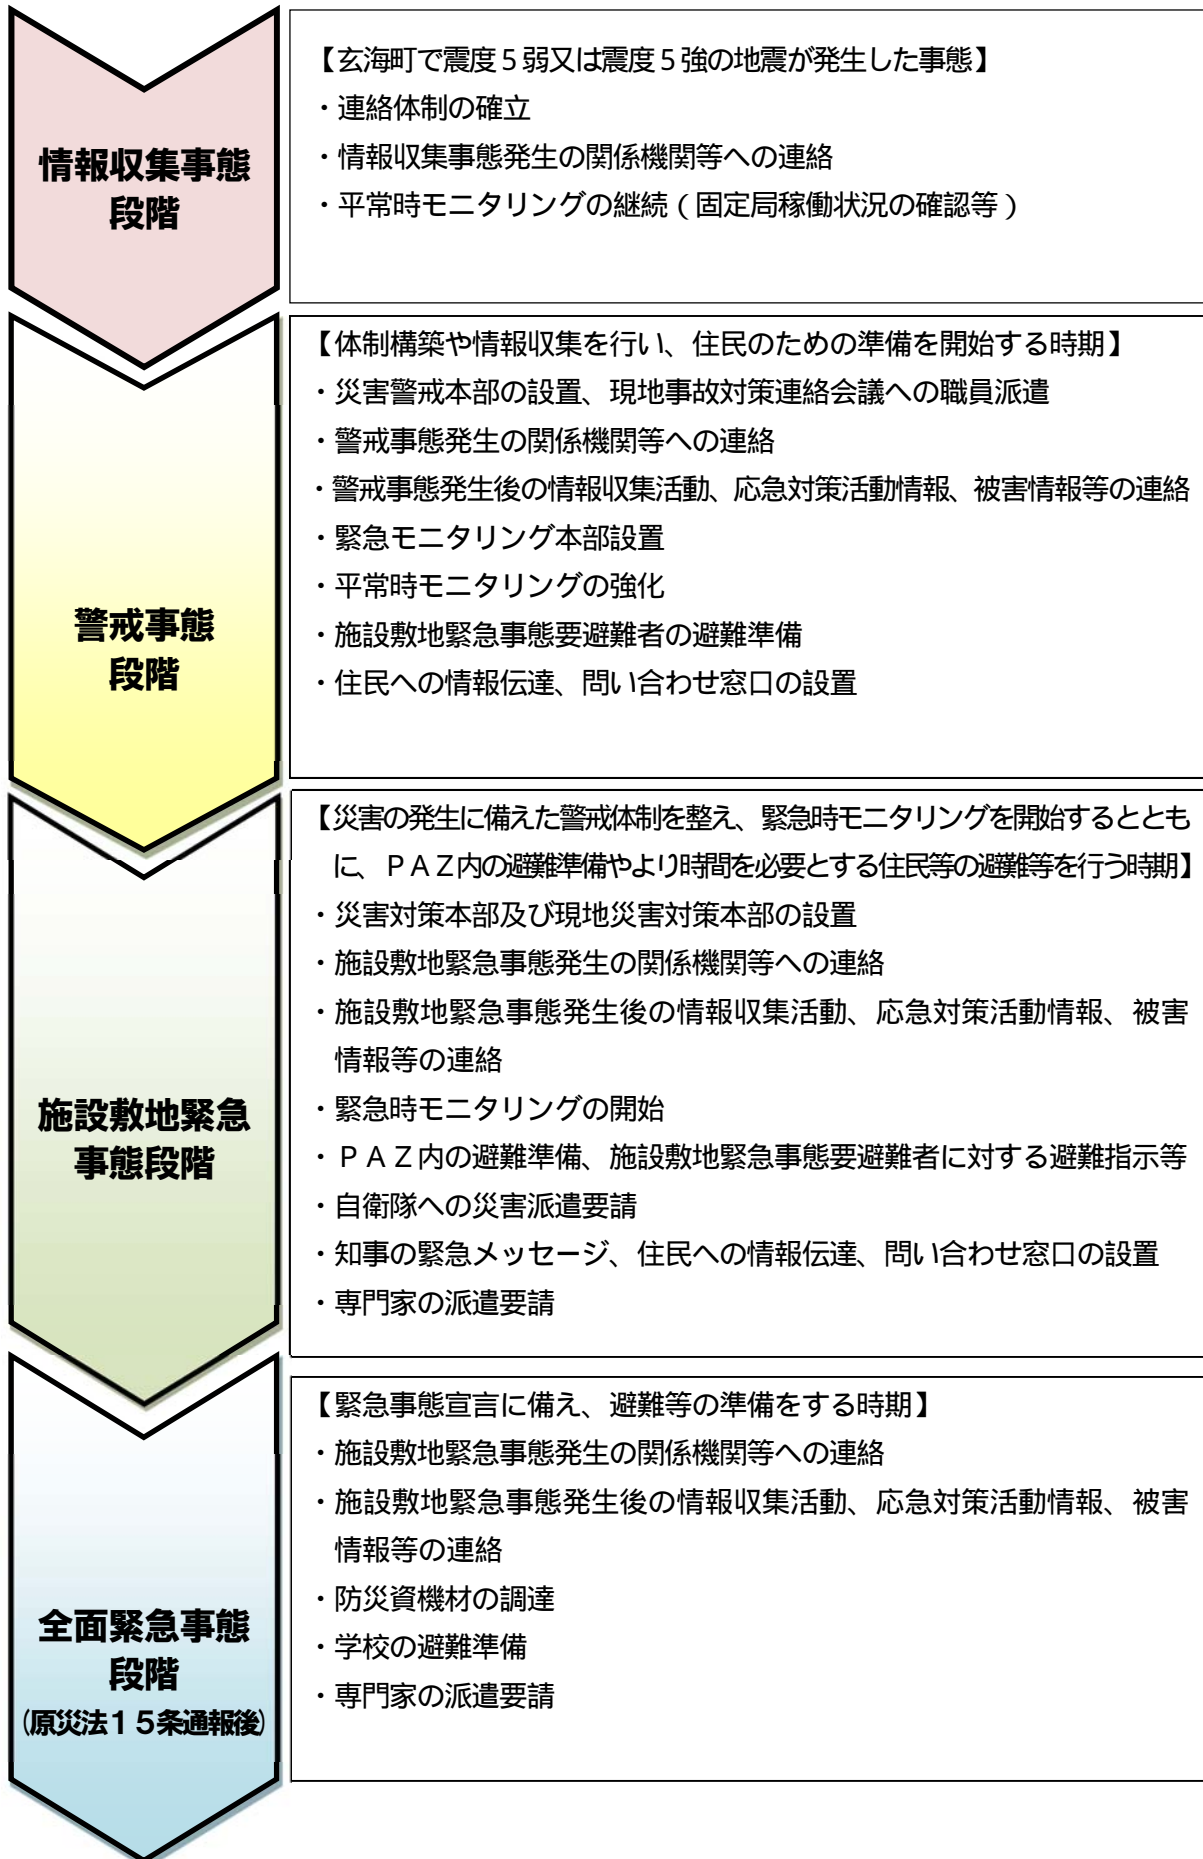 情報収集事態
段階
【玄海町で震度５弱又は震度５強の地震が発生した事態】
・連絡体制の確立
・情報収集事態発生の関係機関等への連絡
・平常時モニタリングの継続（固定局稼働状況の確認等）
警戒事態
段階
【体制構築や情報収集を行い、住民のための準備を開始する時期】
・災害警戒本部の設置、現地事故対策連絡会議への職員派遣
・警戒事態発生の関係機関等への連絡
・警戒事態発生後の情報収集活動、応急対策活動情報、被害情報等の連絡
・緊急モニタリング本部設置
・平常時モニタリングの強化
・施設敷地緊急事態要避難者の避難準備
・住民への情報伝達、問い合わせ窓口の設置
施設敷地緊急
事態段階
【災害の発生に備えた警戒体制を整え、緊急時モニタリングを開始するととも
に、ＰＡＺ内の避難準備やより時間を必要とする住民等の避難等を行う時期】
・災害対策本部及び現地災害対策本部の設置
・施設敷地緊急事態発生の関係機関等への連絡
・施設敷地緊急事態発生後の情報収集活動、応急対策活動情報、被害
情報等の連絡
・緊急時モニタリングの開始
・ＰＡＺ内の避難準備、施設敷地緊急事態要避難者に対する避難指示等
・自衛隊への災害派遣要請
・知事の緊急メッセージ、住民への情報伝達、問い合わせ窓口の設置
・専門家の派遣要請
全面緊急事態
段階
（原災法１５条通報後）
【緊急事態宣言に備え、避難等の準備をする時期】
・施設敷地緊急事態発生の関係機関等への連絡
・施設敷地緊急事態発生後の情報収集活動、応急対策活動情報、被害
情報等の連絡
・防災資機材の調達
・学校の避難準備
・専門家の派遣要請